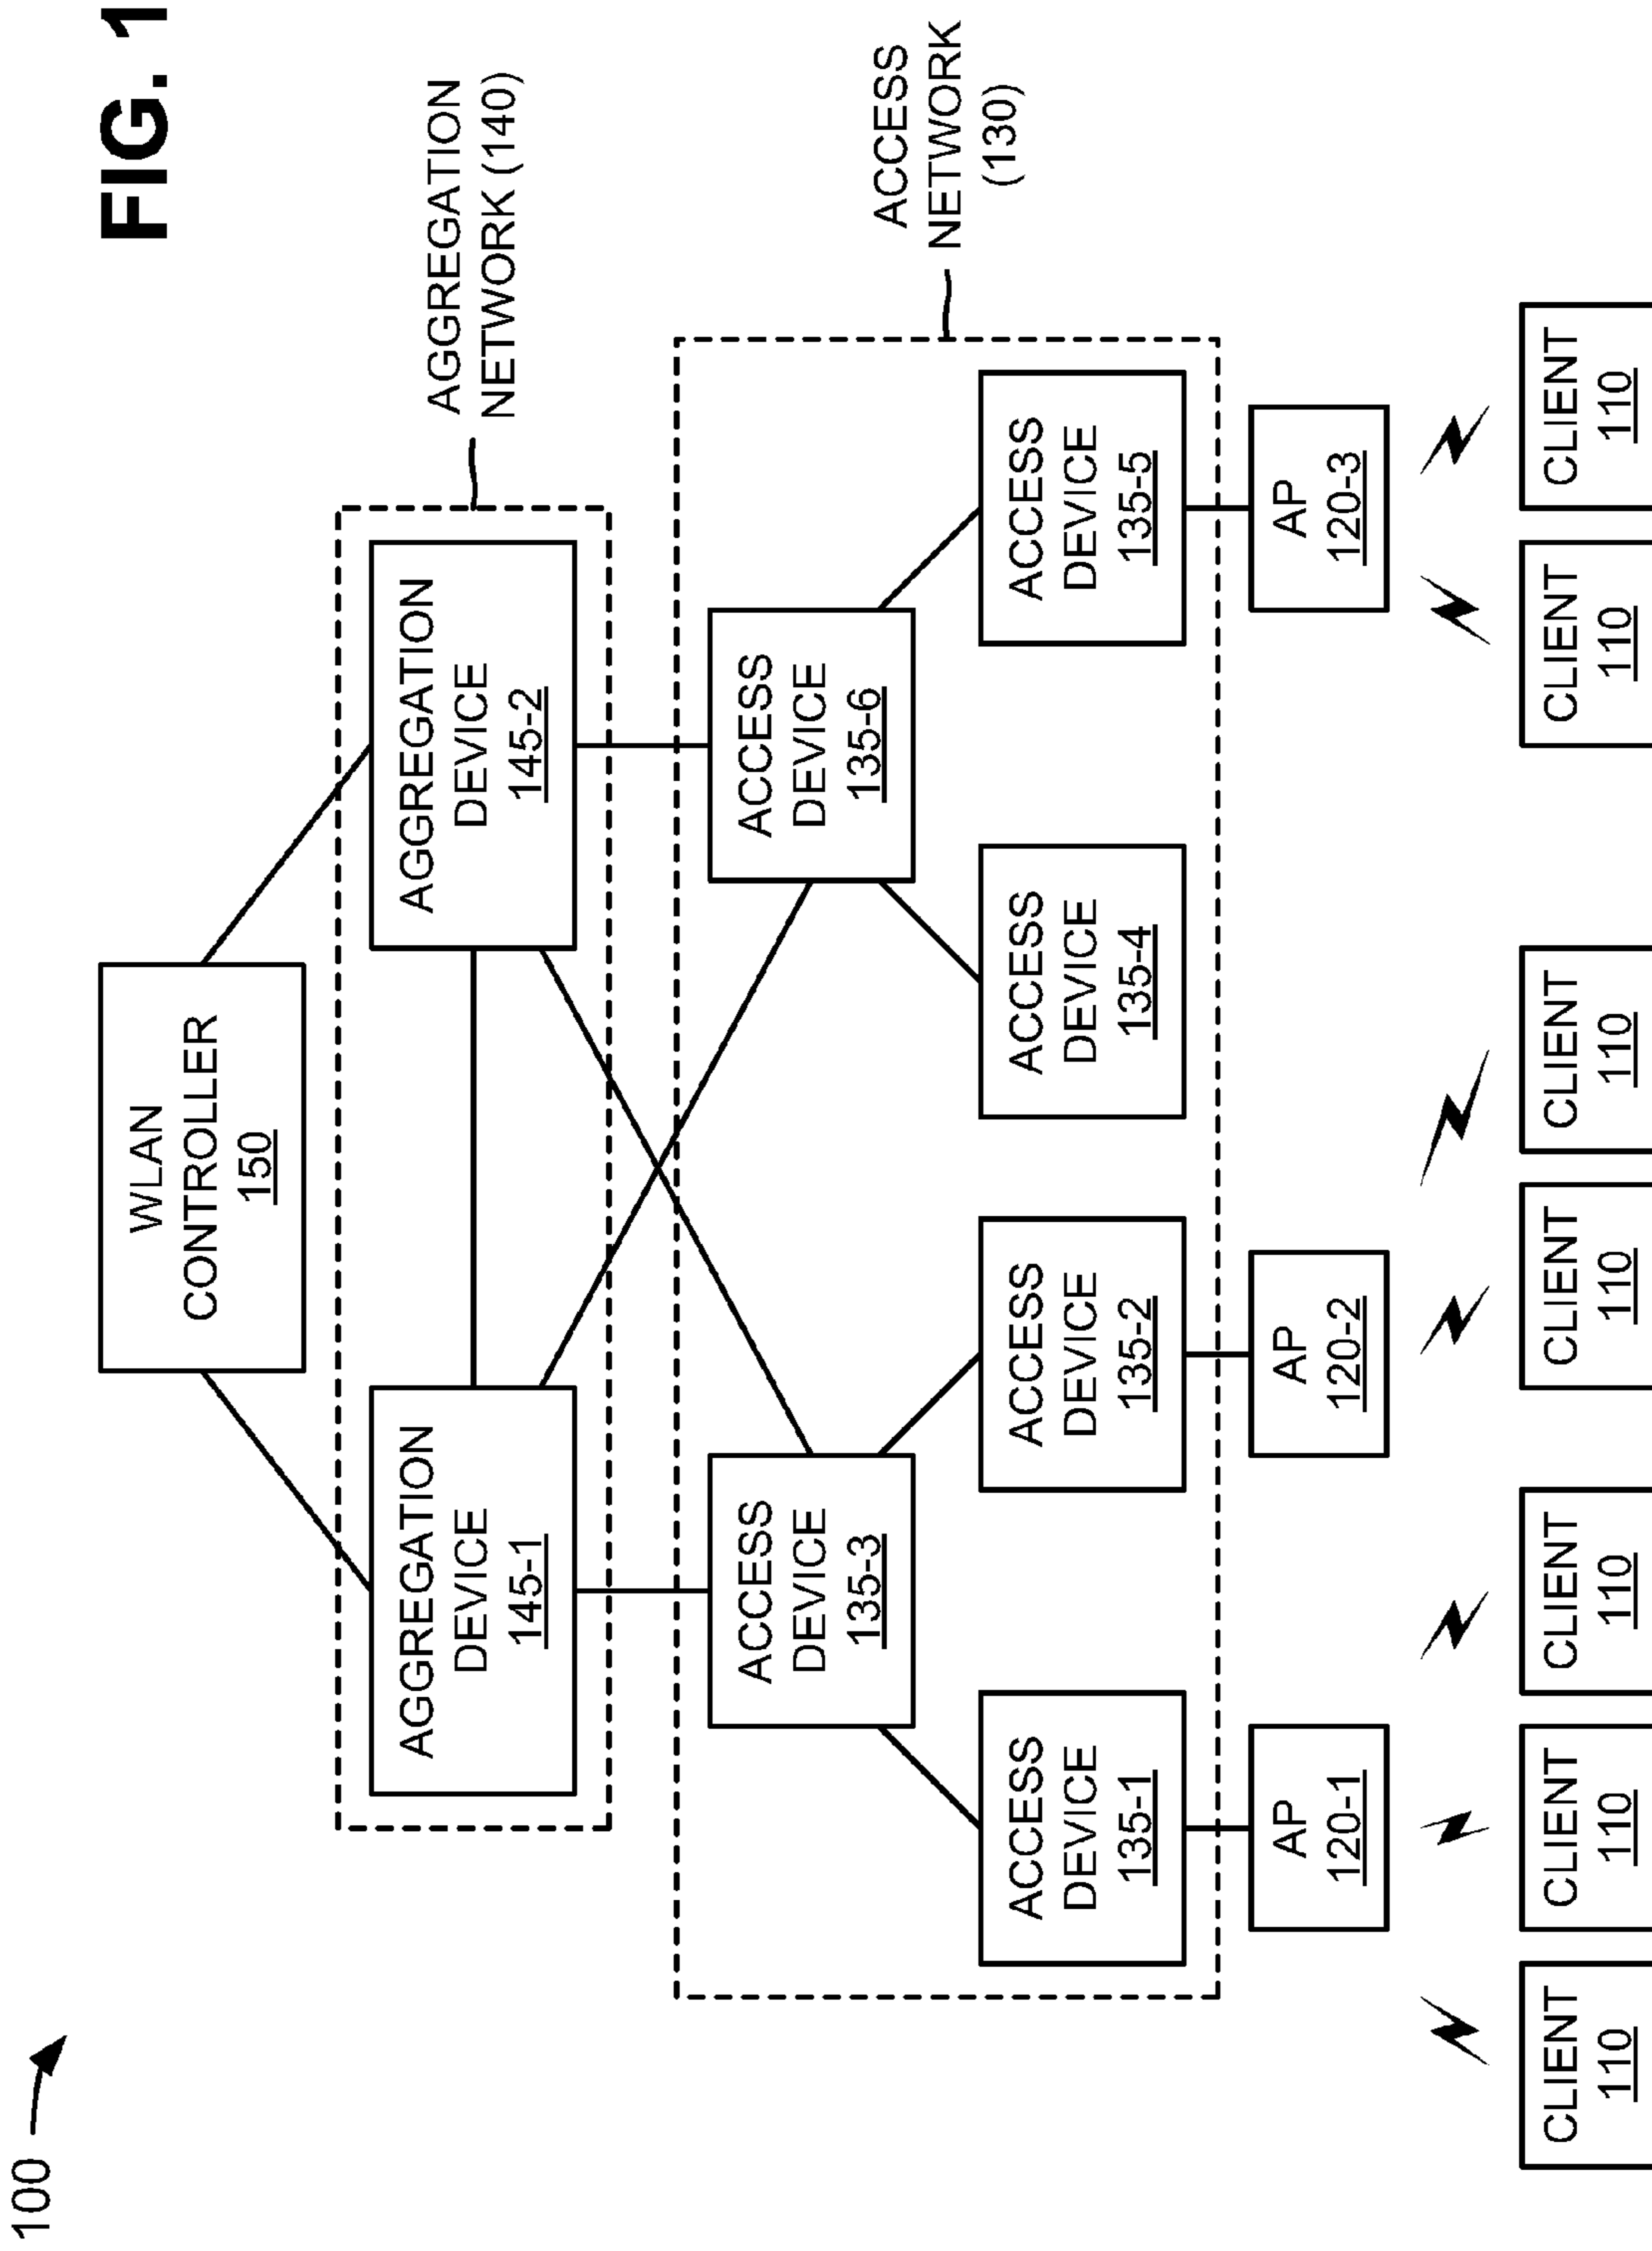 100
FIG. 1
WLAN
CONTROLLER
150
AGGREGATION
DEVICE
145-1
AGGREGATION
DEVICE
145-2
AGGREGATION
NETWORK (140)
ACCESS
DEVICE
135-3
ACCESS
DEVICE
135-6
ACCESS
NETWORK
(130)
ACCESS
DEVICE
135-1
ACCESS
DEVICE
135-2
ACCESS
DEVICE
135-4
ACCESS
DEVICE
135-5
AP
120-1
AP
120-2
AP
120-3
CLIENT
110
CLIENT
110
CLIENT
110
CLIENT
110
CLIENT
110
CLIENT
110
CLIENT
110